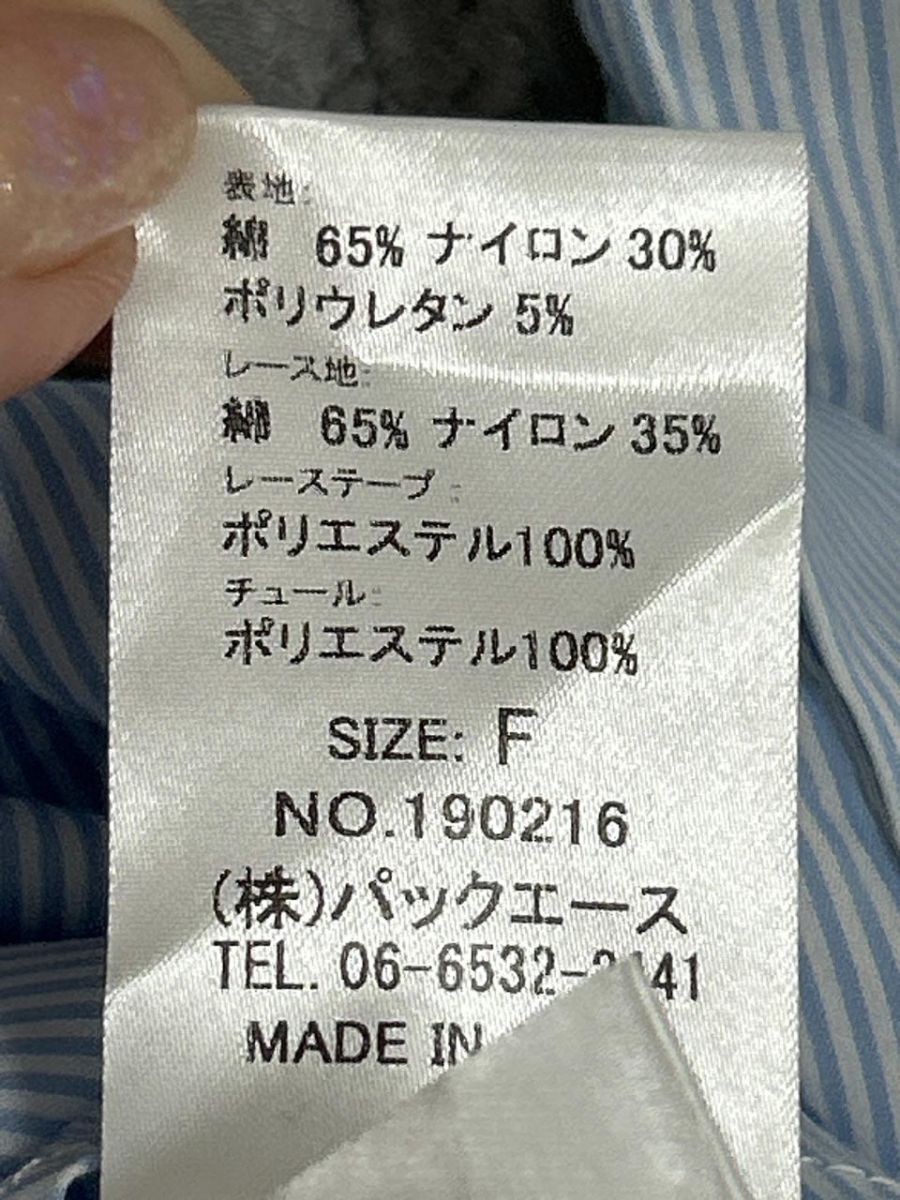 表地:
綿 65% ナイロン 30%
ポリウレタン 5%
レース地:
綿 65% ナイロン 35%
レーステープ:
ポリエステル100%
チュール:
ポリエステル100%
SIZE: F
NO.190216
(株)パックエース
TEL.
MADE IN